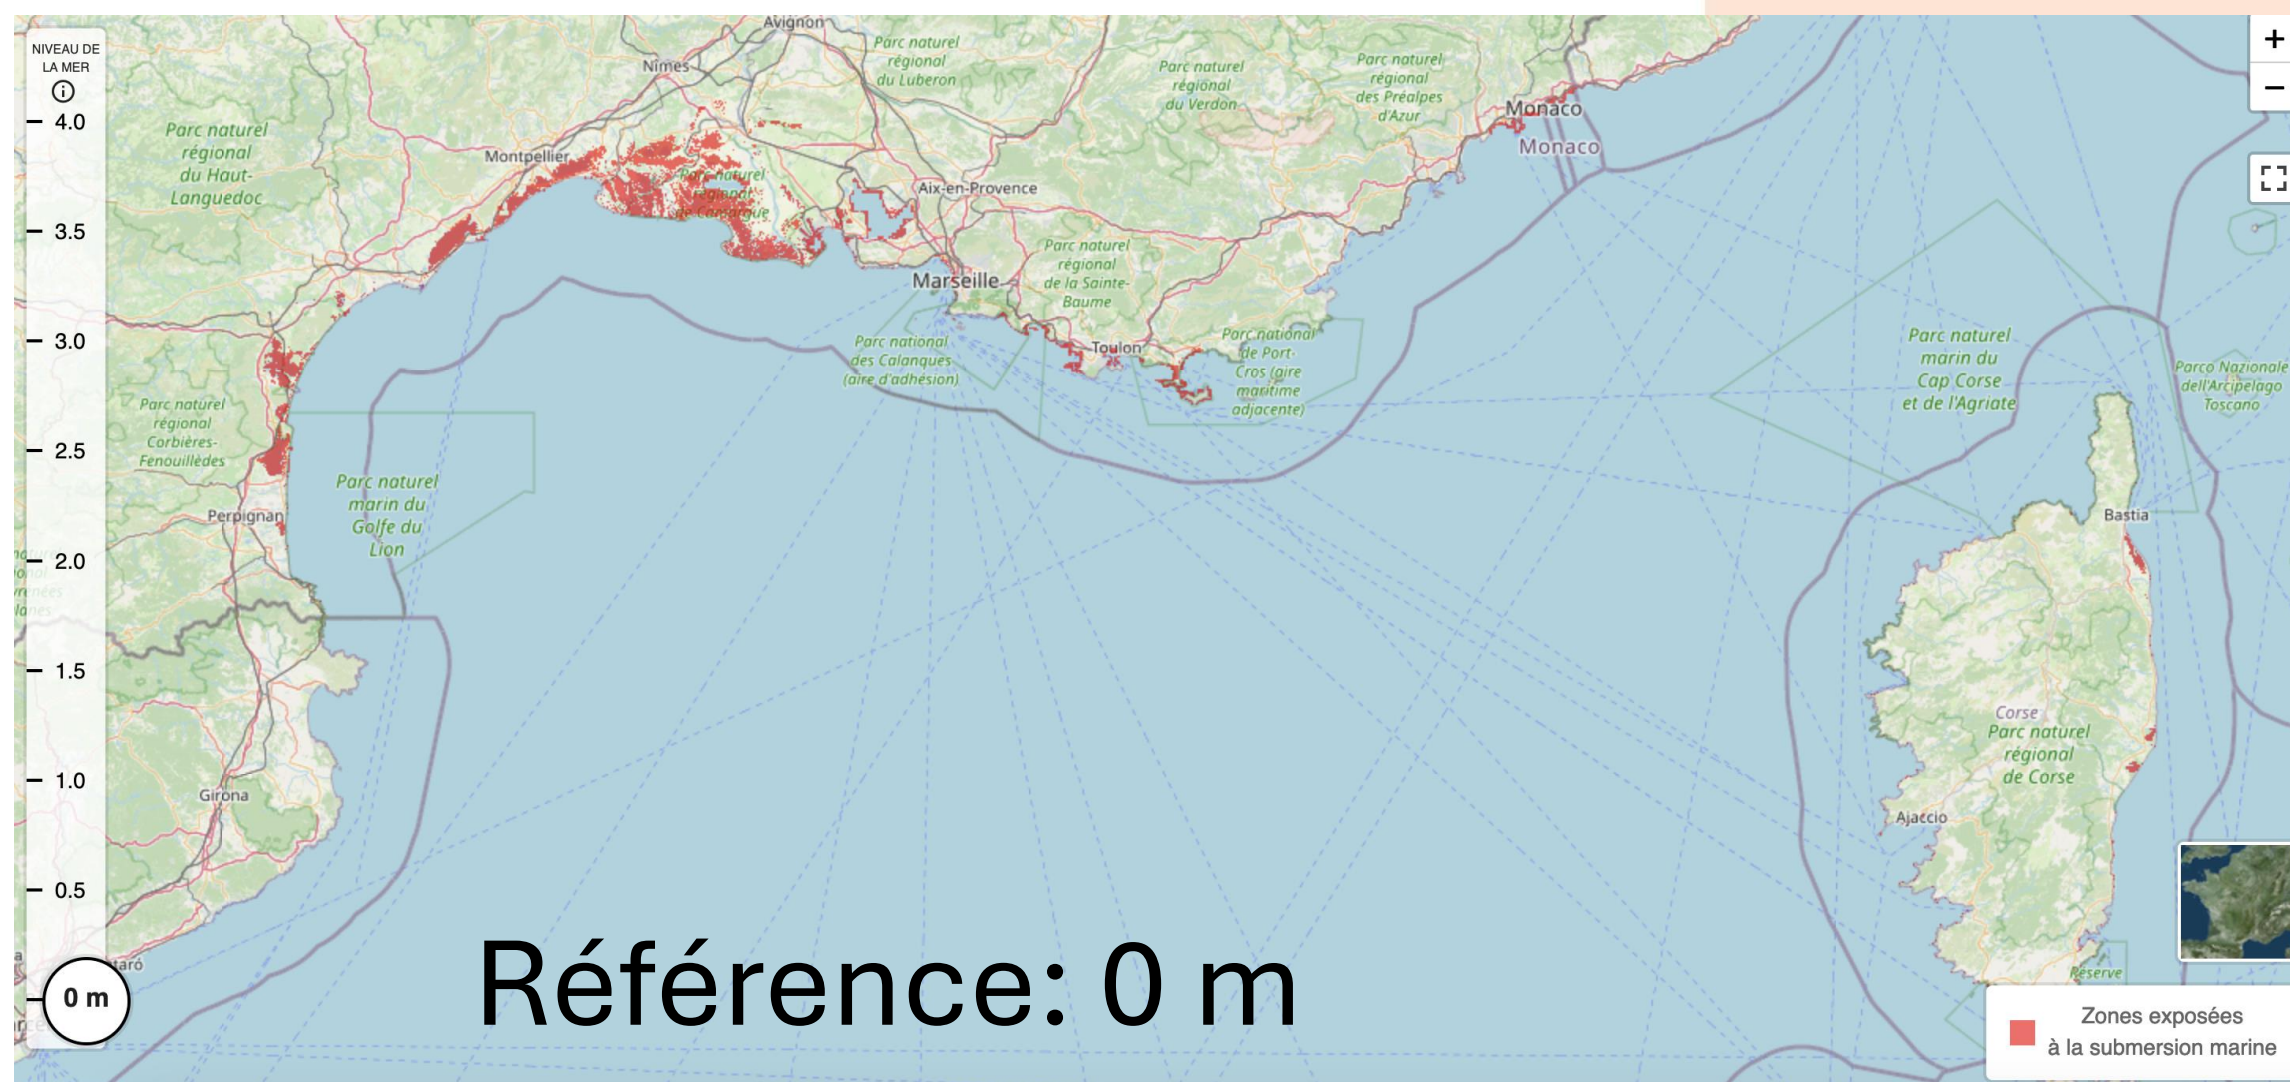 NIVEAU DE
LA MER
4.0
3.5
3.0
2.5
2.0
1.5
1.0
0.5
0 m
Avignon
Nîmes
Parc naturel
régional
du Luberon
Parc naturel
régional
du Verdon
Parc naturel
régional
des Préalpes
d'Azur
Monaco
Monaco
Parc naturel
régional
du Haut-
Languedoc
Montpellier
Parc naturel
régional
de Camargue
Aix-en-Provence
Marseille
Parc naturel
régional
de la Sainte-
Baume
Parc national
des Calanques
(aire d'adhésion)
Toulon
Parc national
de Port-
Cros (aire
maritime
adjacente)
Parc naturel
marin du
Cap Corse
et de l'Agriate
Parco Nazionale
dell'Arcipelago
Toscano
Parc naturel
régional
Corbières-
Fenouillèdes
Parc naturel
marin du
Golfe du
Lion
Perpignan
Bastia
Corse
Parc naturel
régional
de Corse
Girona
Ajaccio
taró
Réserve
Référence: 0 m
Zones exposées
à la submersion marine
+
−